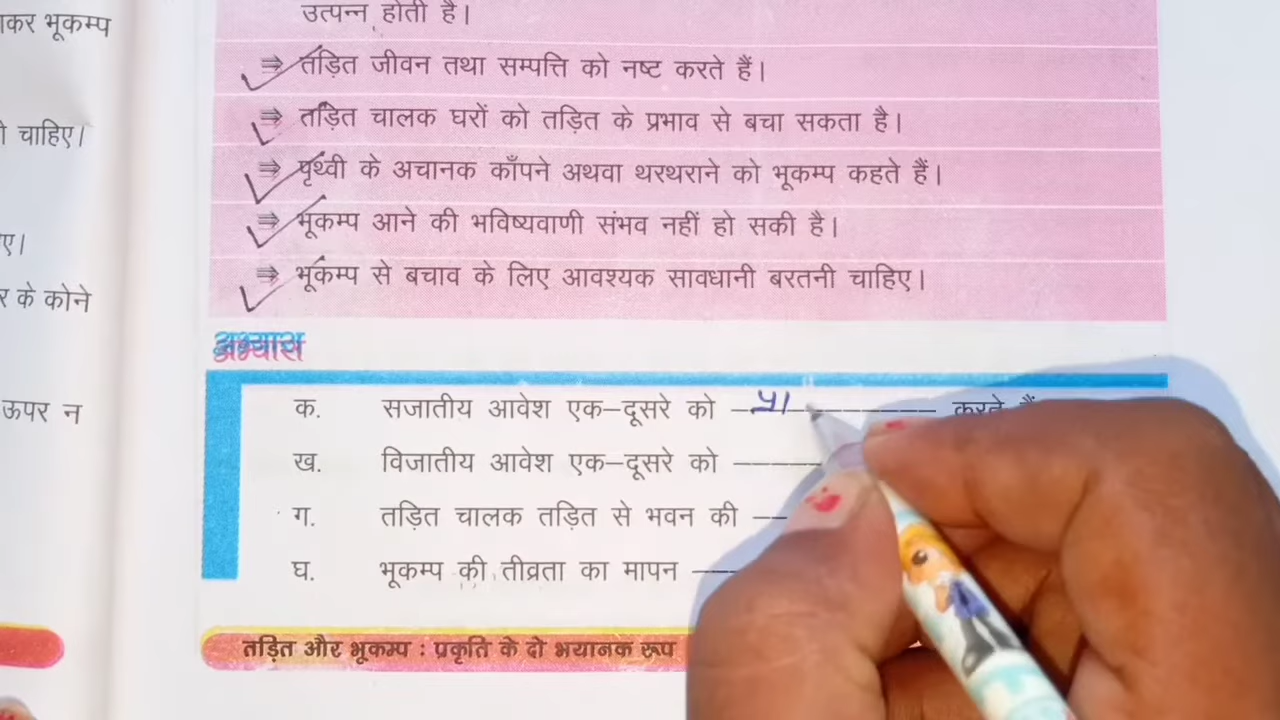 ाकर भूकम्प
उत्पन्न होती है।
⇒ तड़ित जीवन तथा सम्पत्ति को नष्ट करते हैं।
⇒ तड़ित चालक घरों को तड़ित के प्रभाव से बचा सकता है।
ो चाहिए।
⇒ पृथ्वी के अचानक काँपने अथवा थरथराने को भूकम्प कहते हैं।
⇒ भूकम्प आने की भविष्यवाणी संभव नहीं हो सकी है।
ए।
⇒ भूकम्प से बचाव के लिए आवश्यक सावधानी बरतनी चाहिए।
र के कोने
अभ्यास
ऊपर न
क. सजातीय आवेश एक–दूसरे को — प्रा ———— करते हैं
ख. विजातीय आवेश एक–दूसरे को ———
ग. तड़ित चालक तड़ित से भवन की ——
घ. भूकम्प की तीव्रता का मापन ——
तड़ित और भूकम्प : प्रकृति के दो भयानक रूप